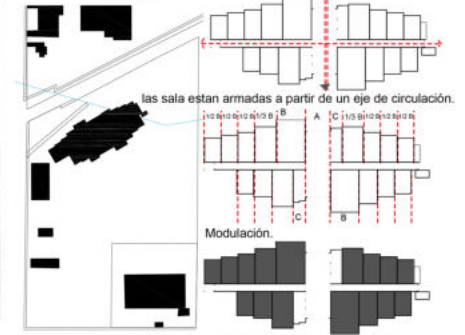 las sala estan armadas a partir de un eje de circulación.
1/2 B 1/2 B 1/2 B 1/3 B B A C 1/3 B 1/2 B 1/2 B 1/2 B
C B
Modulación.